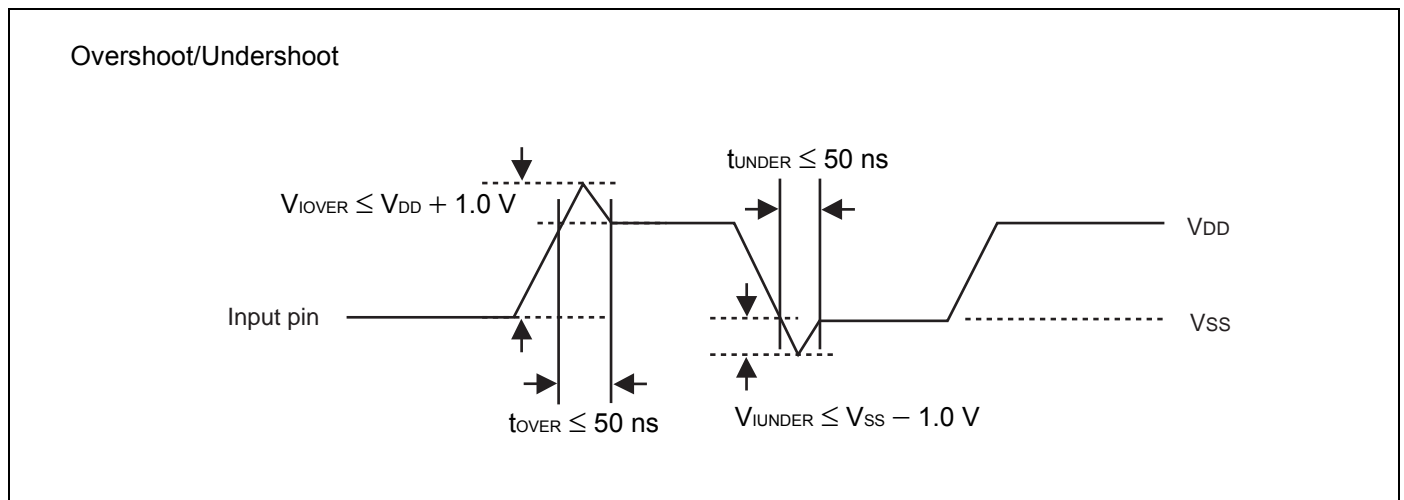 Overshoot/Undershoot
tUNDER ≤ 50 ns
VIOVER ≤ VDD + 1.0 V
VDD
Input pin
VSS
tOVER ≤ 50 ns
VIUNDER ≤ VSS − 1.0 V